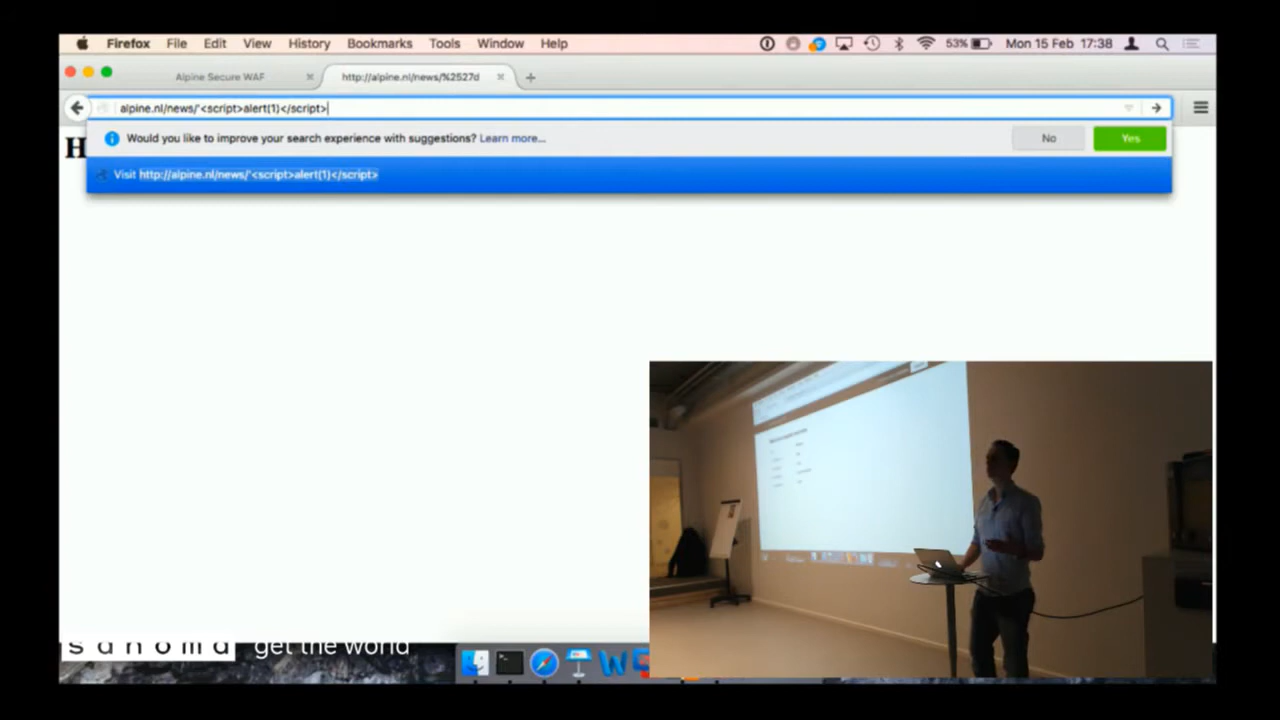 Firefox File Edit View History Bookmarks Tools Window Help 53% Mon 15 Feb 17:38
Alpine Secure WAF http://alpine.nl/news/%2527d
alpine.nl/news/'<script>alert(1)</script>
Would you like to improve your search experience with suggestions? Learn more... No Yes
H
Visit http://alpine.nl/news/'<script>alert(1)</script>
sanoma get the world